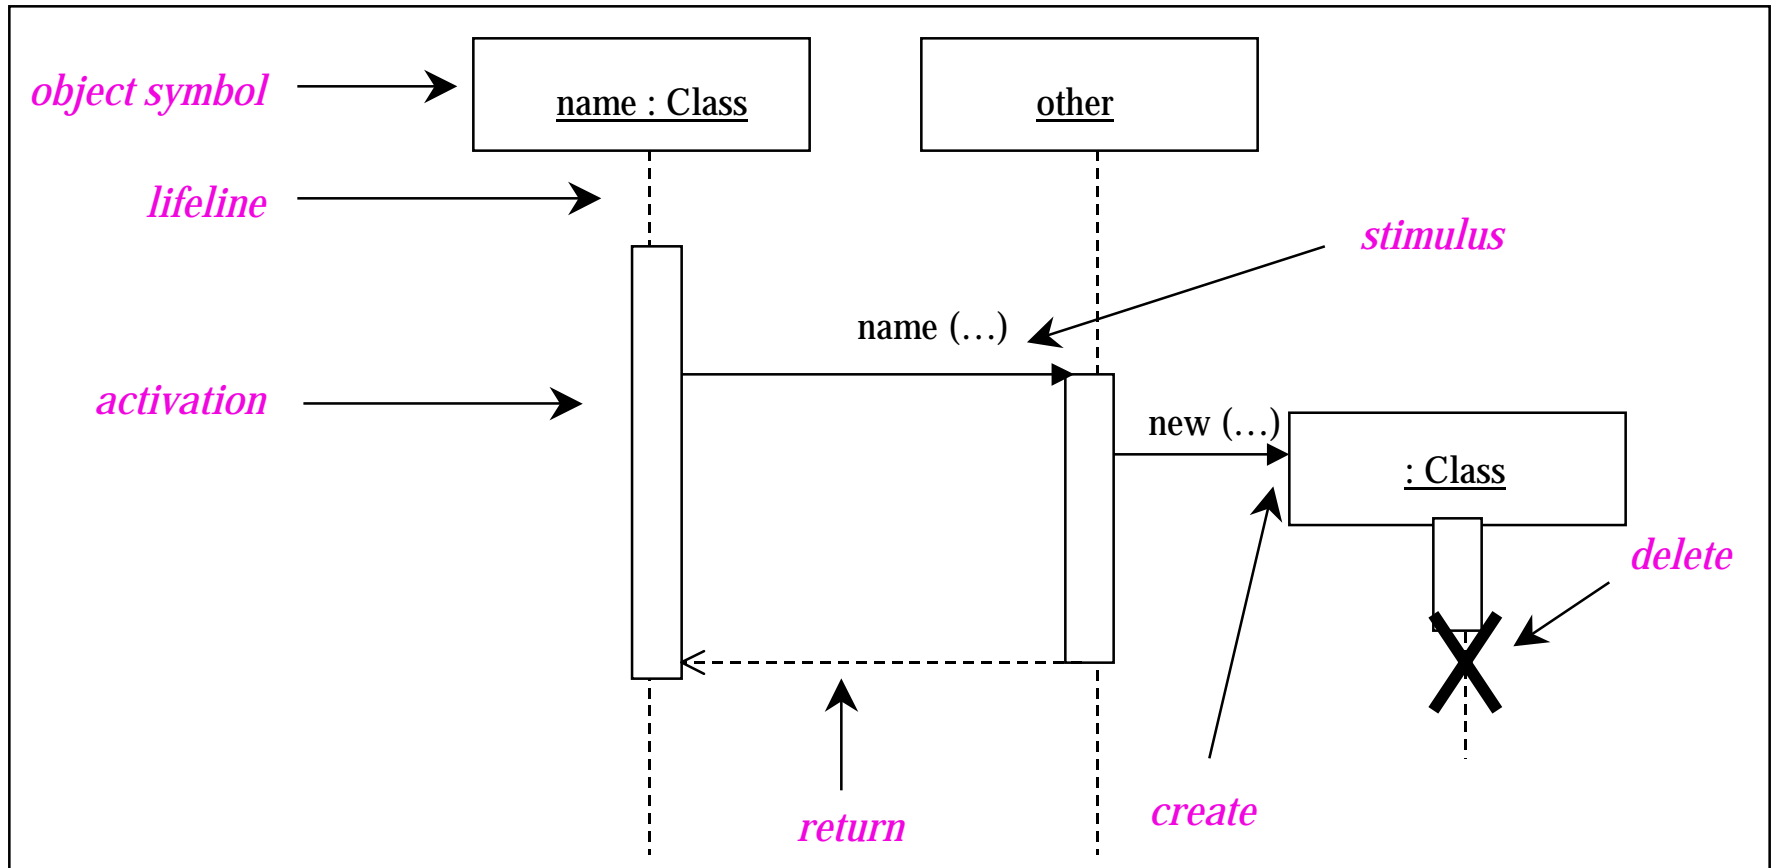 object symbol
name : Class
other
lifeline
stimulus
name (…)
activation
new (…)
: Class
delete
create
return